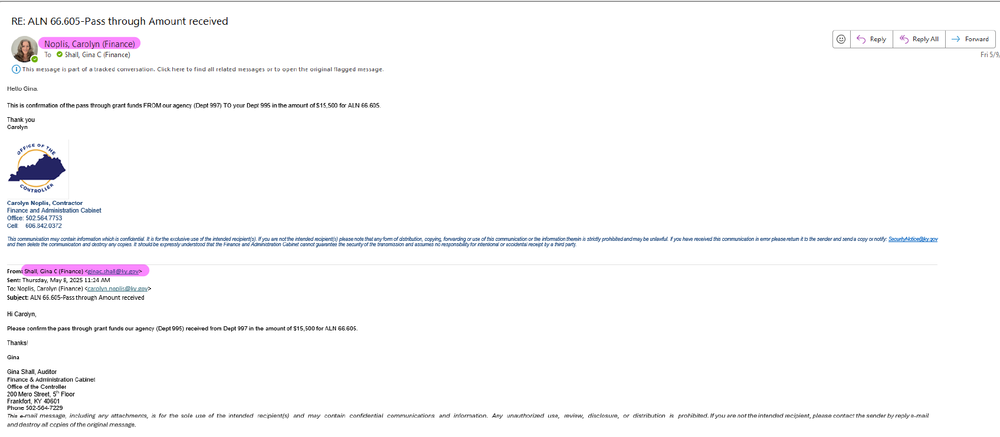 RE: ALN 66.605-Pass through Amount received
Noplis, Carolyn (Finance)
To Shall, Gina C (Finance)
Reply
Reply All
Forward
Fri 5/9/
This message is part of a tracked conversation. Click here to find all related messages or to open the original flagged message.
Hello Gina.
This is confirmation of the pass through grant funds FROM our agency (Dept 997) TO your Dept 995 in the amount of $15,500 for ALN 66.605.
Thank you
Carolyn
OFFICE OF THE
CONTROLLER
Carolyn Noplis, Contractor
Finance and Administration Cabinet
Office: 502.564.7753
Cell: 606.842.0372
This communication may contain information which is confidential. It is for the exclusive use of the intended recipient(s). If you are not the intended recipient(s) please note that any form of distribution, copying, forwarding or use of this communication or the information therein is strictly prohibited and may be unlawful. If you have received this communication in error please return it to the sender and send a copy or notify: SecurityNotice@ky.gov
and then delete the communication and destroy any copies. It should be expressly understood that the Finance and Administration Cabinet cannot guarantee the security of the transmission and assumes no responsibility for intentional or accidental receipt by a third party.
From: Shall, Gina C (Finance) <ginac.shall@ky.gov>
Sent: Thursday, May 8, 2025 11:24 AM
To: Noplis, Carolyn (Finance) <carolyn.noplis@ky.gov>
Subject: ALN 66.605-Pass through Amount received
Hi Carolyn,
Please confirm the pass through grant funds our agency (Dept 995) received from Dept 997 in the amount of $15,500 for ALN 66.605.
Thanks!
Gina
Gina Shall, Auditor
Finance & Administration Cabinet
Office of the Controller
200 Mero Street, 5th Floor
Frankfort, KY 40601
Phone 502-564-7229
This e-mail message, including any attachments, is for the sole use of the intended recipient(s) and may contain confidential communications and information. Any unauthorized use, review, disclosure, or distribution is prohibited. If you are not the intended recipient, please contact the sender by reply e-mail
and destroy all copies of the original message.